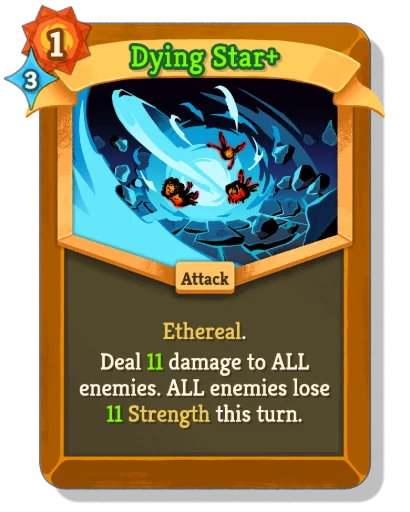 1
3
Dying Star+
Attack
Ethereal.
Deal 11 damage to ALL
enemies. ALL enemies lose
11 Strength this turn.